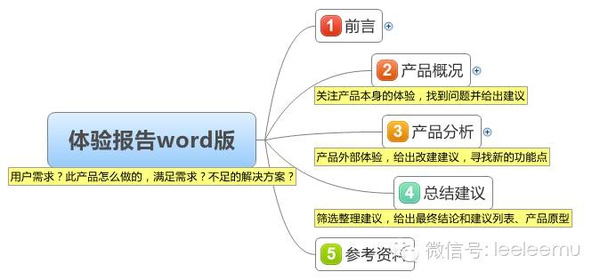 1 前言
2 产品概况
关注产品本身的体验，找到问题并给出建议
3 产品分析
产品外部体验，给出改建建议，寻找新的功能点
体验报告word版
用户需求？此产品怎么做的，满足需求？不足的解决方案？
4 总结建议
筛选整理建议，给出最终结论和建议列表、产品原型
5 参考资料
微信号: leeleemu